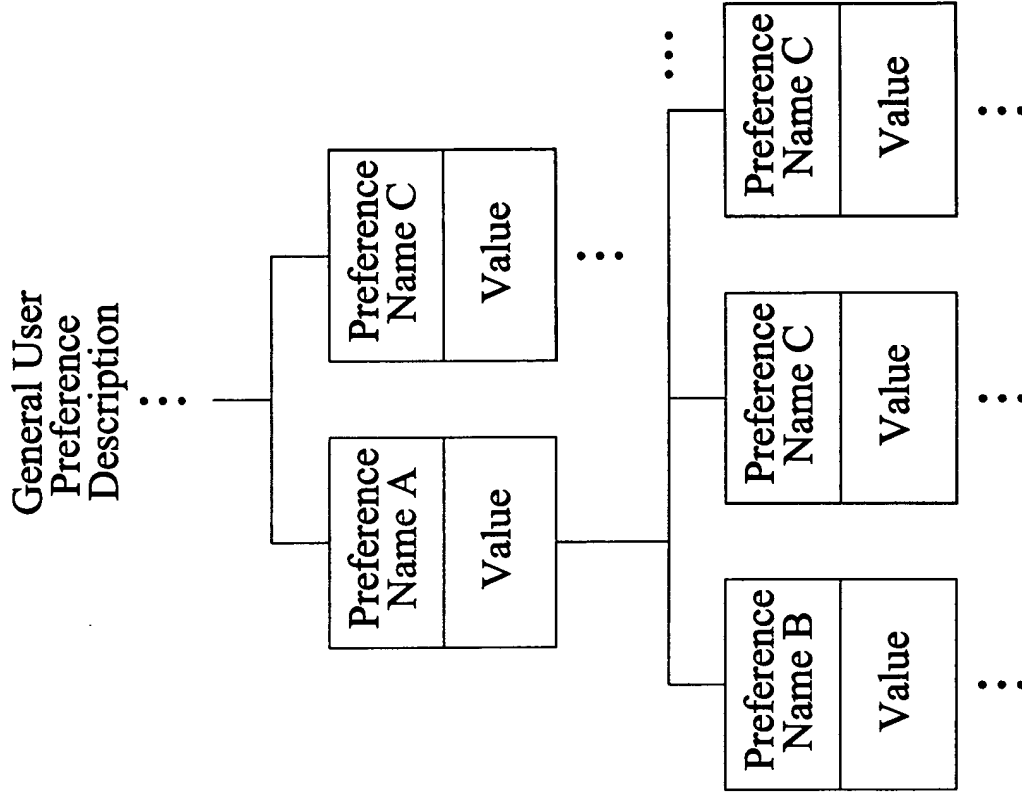 General User
Preference
Description
Preference
Name A
Value
Preference
Name C
Value
Preference
Name B
Value
Preference
Name C
Value
Preference
Name C
Value